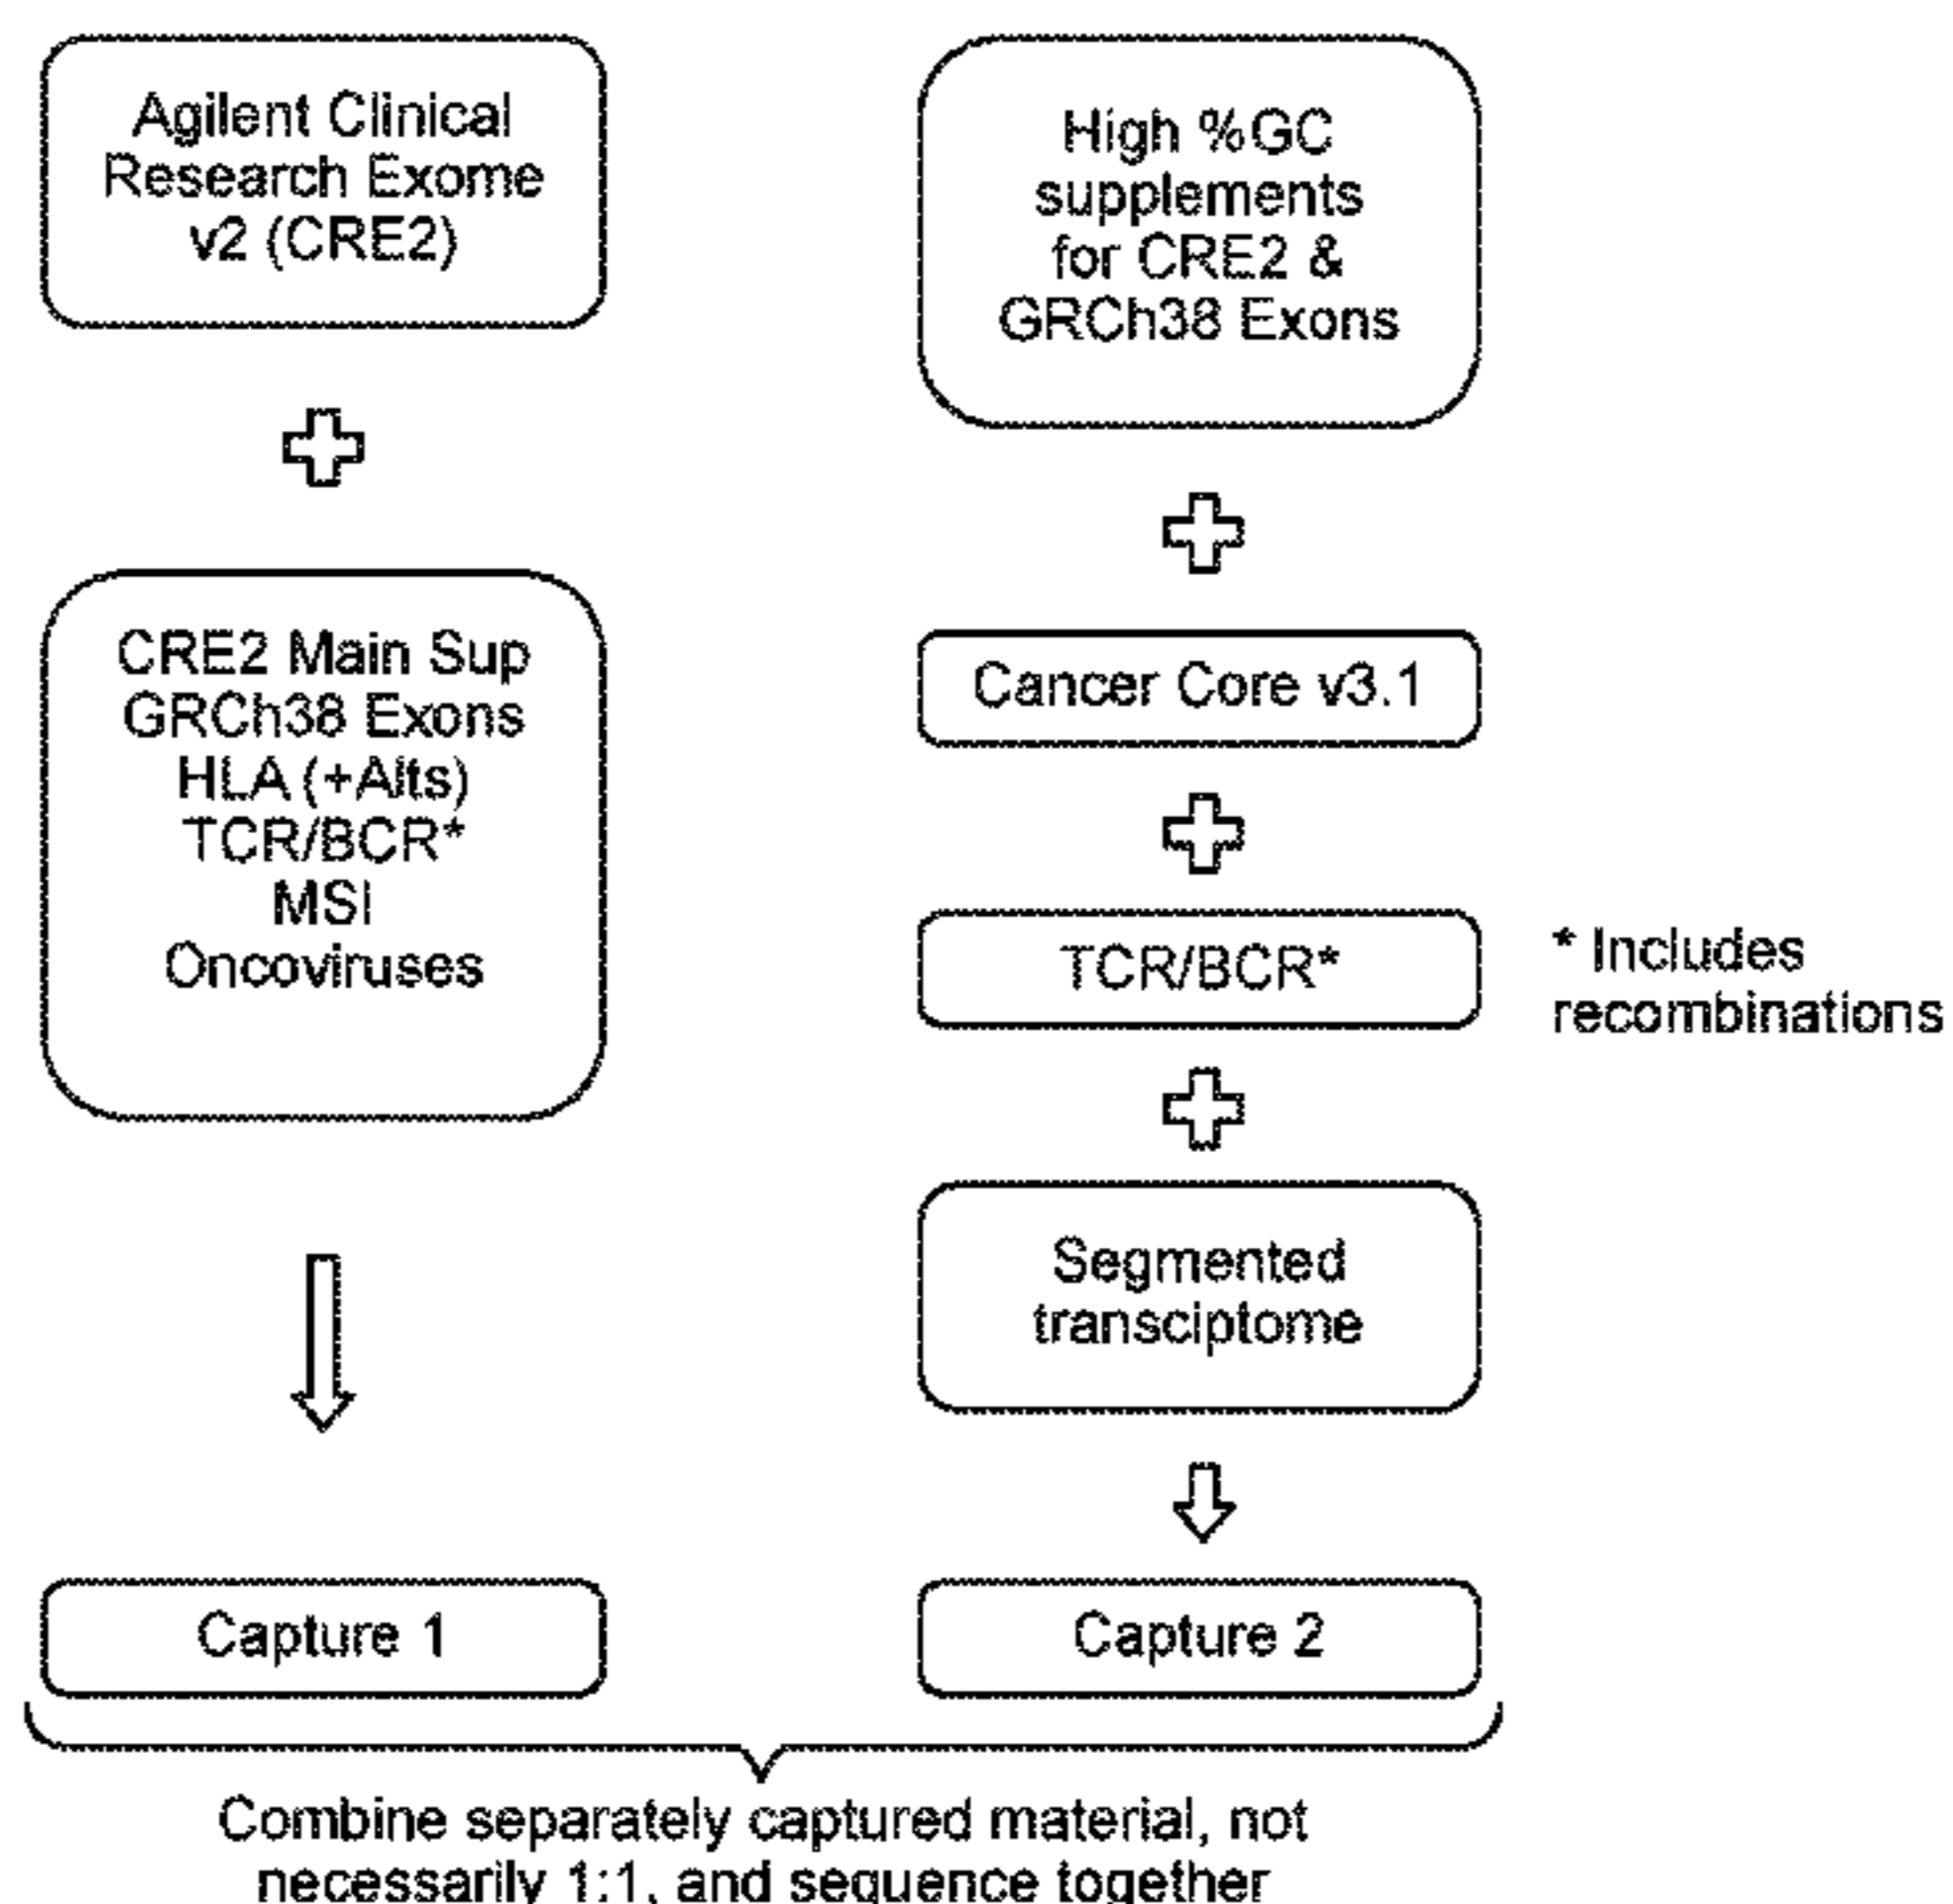 Agilent Clinical
Research Exome
v2 (CRE2)
CRE2 Main Sup
GRCh38 Exons
HLA (+Alts)
TCR/BCR*
MSI
Oncoviruses
Capture 1
High %GC
supplements
for CRE2 &
GRCh38 Exons
Cancer Core v3.1
TCR/BCR*
* Includes
recombinations
Segmented
transciptome
Capture 2
Combine separately captured material, not
necessarily 1:1, and sequence together